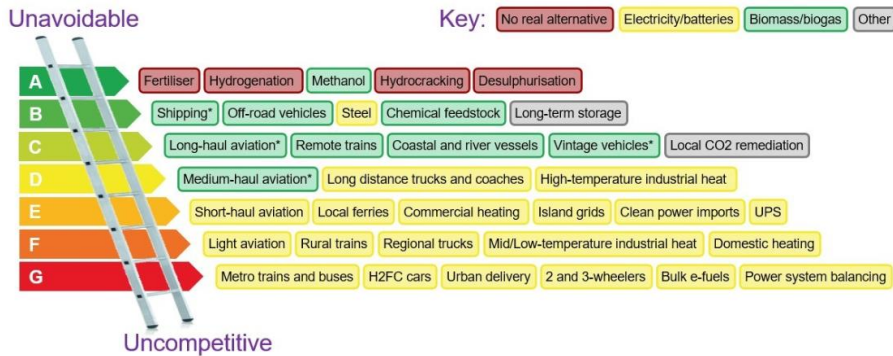 Unavoidable
Key: No real alternative Electricity/batteries Biomass/biogas Other
A Fertiliser Hydrogenation Methanol Hydrocracking Desulphurisation
B Shipping* Off-road vehicles Steel Chemical feedstock Long-term storage
C Long-haul aviation* Remote trains Coastal and river vessels Vintage vehicles* Local CO2 remediation
D Medium-haul aviation* Long distance trucks and coaches High-temperature industrial heat
E Short-haul aviation Local ferries Commercial heating Island grids Clean power imports UPS
F Light aviation Rural trains Regional trucks Mid/Low-temperature industrial heat Domestic heating
G Metro trains and buses H2FC cars Urban delivery 2 and 3-wheelers Bulk e-fuels Power system balancing
Uncompetitive